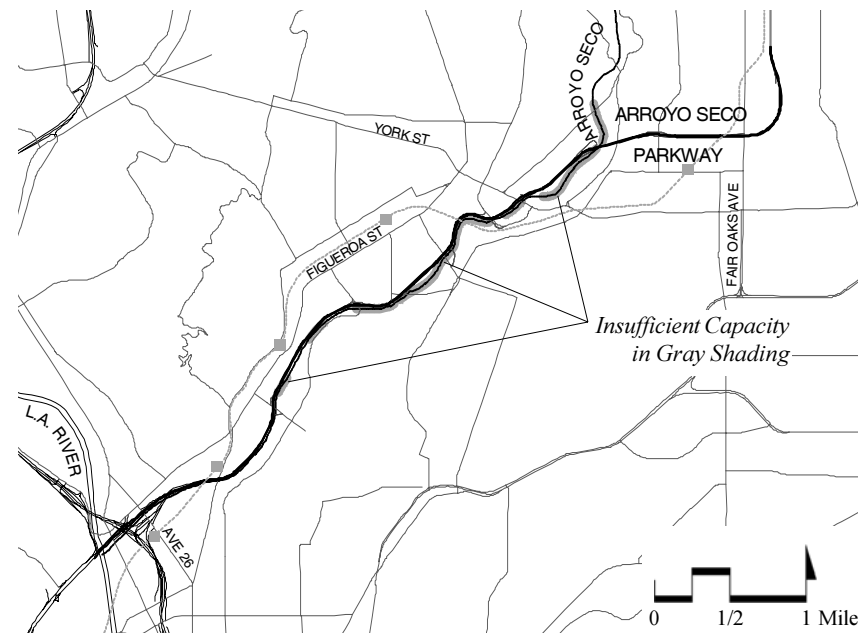 ARROYO SECO
ARROYO SECO
PARKWAY
YORK ST
FAIR OAKS AVE
FIGUEROA ST
Insufficient Capacity
in Gray Shading
L.A. RIVER
AVE 26
0 1/2 1 Mile